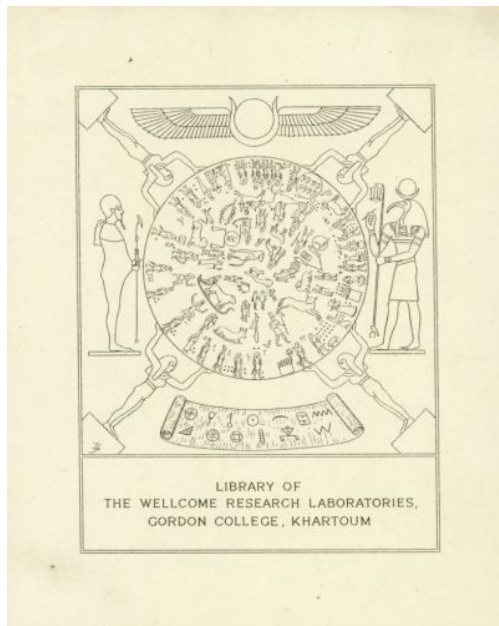 LIBRARY OF
THE WELLCOME RESEARCH LABORATORIES,
GORDON COLLEGE, KHARTOUM